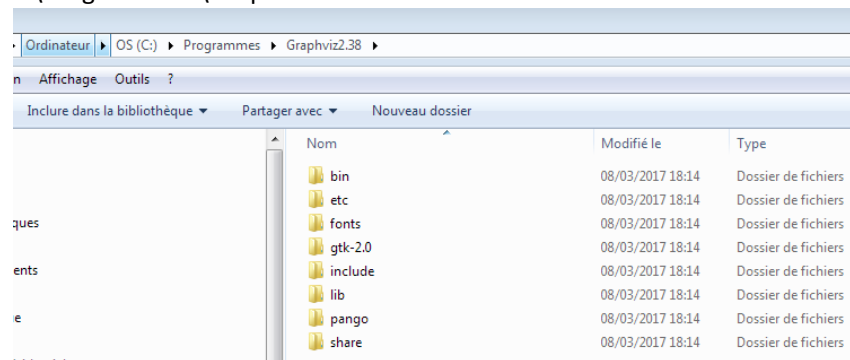 Ordinateur OS (C:) Programmes Graphviz2.38
n Affichage Outils ?
Inclure dans la bibliothèque Partager avec Nouveau dossier
Nom Modifié le Type
bin 08/03/2017 18:14 Dossier de fichiers
etc 08/03/2017 18:14 Dossier de fichiers
ques fonts 08/03/2017 18:14 Dossier de fichiers
gtk-2.0 08/03/2017 18:14 Dossier de fichiers
ents include 08/03/2017 18:14 Dossier de fichiers
lib 08/03/2017 18:14 Dossier de fichiers
e pango 08/03/2017 18:14 Dossier de fichiers
share 08/03/2017 18:14 Dossier de fichiers